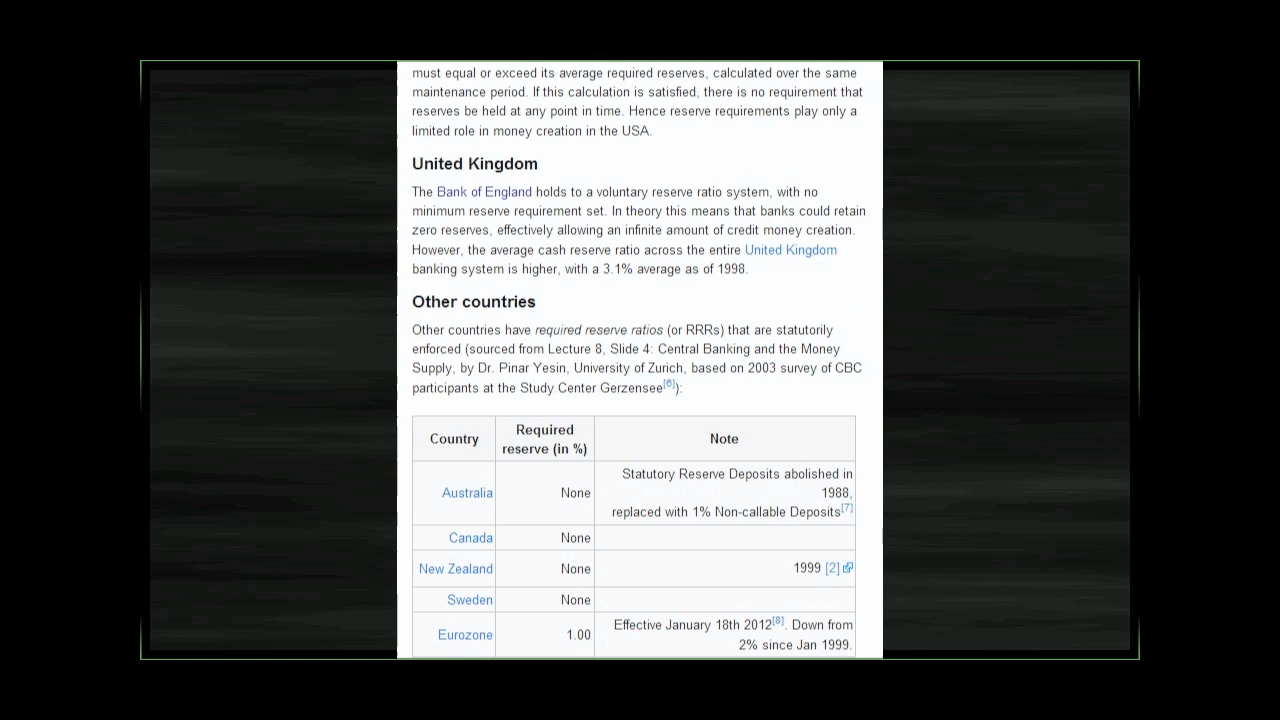 must equal or exceed its average required reserves, calculated over the same
maintenance period. If this calculation is satisfied, there is no requirement that
reserves be held at any point in time. Hence reserve requirements play only a
limited role in money creation in the USA.
United Kingdom
The Bank of England holds to a voluntary reserve ratio system, with no
minimum reserve requirement set. In theory this means that banks could retain
zero reserves, effectively allowing an infinite amount of credit money creation.
However, the average cash reserve ratio across the entire United Kingdom
banking system is higher, with a 3.1% average as of 1998.
Other countries
Other countries have required reserve ratios (or RRRs) that are statutorily
enforced (sourced from Lecture 8, Slide 4: Central Banking and the Money
Supply, by Dr. Pinar Yesin, University of Zurich, based on 2003 survey of CBC
participants at the Study Center Gerzensee[6]):
Country Required reserve (in %) Note
Australia None Statutory Reserve Deposits abolished in
1988,
replaced with 1% Non-callable Deposits[7]
Canada None
New Zealand None 1999 [2]
Sweden None
Eurozone 1.00 Effective January 18th 2012[8]. Down from
2% since Jan 1999.